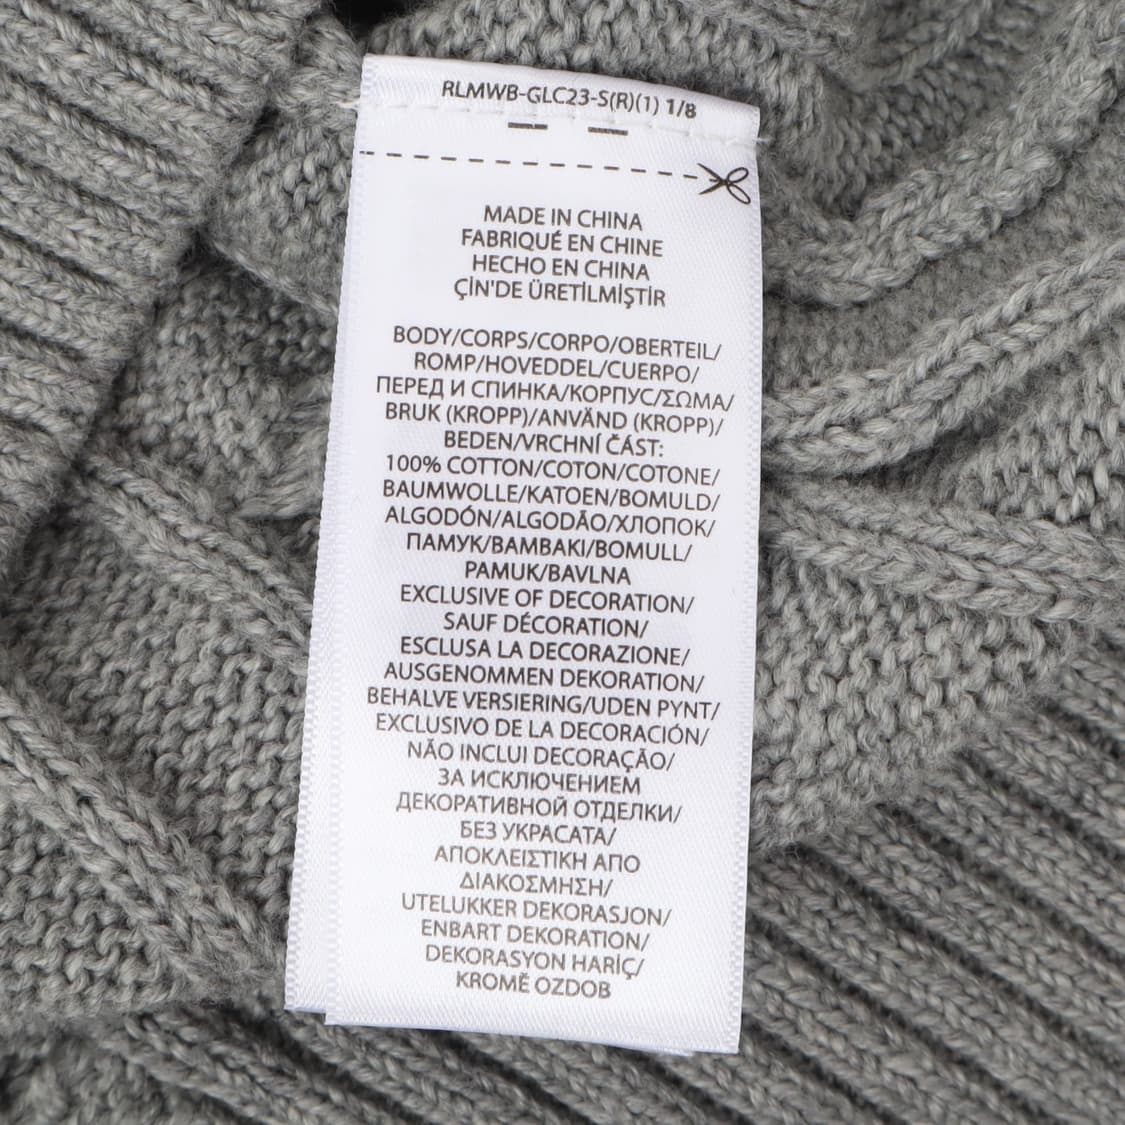 RLMWB-GLC23-S(R)(1) 1/8
MADE IN CHINA
FABRIQUÉ EN CHINE
HECHO EN CHINA
ÇİN'DE ÜRETİLMİŞTİR
BODY/CORPS/CORPO/OBERTEIL/
ROMP/HOVEDDEL/CUERPO/
ПЕРЕД И СПИНКА/КОРПУС/ΣΩΜΑ/
BRUK (KROPP)/ANVÄND (KROPP)/
BEDEN/VRCHNÍ ČÁST:
100% COTTON/COTON/COTONE/
BAUMWOLLE/KATOEN/BOMULD/
ALGODÓN/ALGODÃO/ХЛОПОК/
ПАМУК/ΒΑΜΒΑΚΙ/BOMULL/
PAMUK/BAVLNA
EXCLUSIVE OF DECORATION/
SAUF DÉCORATION/
ESCLUSA LA DECORAZIONE/
AUSGENOMMEN DEKORATION/
BEHALVE VERSIERING/UDEN PYNT/
EXCLUSIVO DE LA DECORACIÓN/
NÃO INCLUI DECORAÇÃO/
ЗА ИСКЛЮЧЕНИЕМ
ДЕКОРАТИВНОЙ ОТДЕЛКИ/
БЕЗ УКРАСАТА/
ΑΠΟΚΛΕΙΣΤΙΚΗ ΑΠΟ
ΔΙΑΚΟΣΜΗΣΗ/
UTELUKKER DEKORASJON/
ENBART DEKORATION/
DEKORASYON HARİÇ/
KROMĚ OZDOB